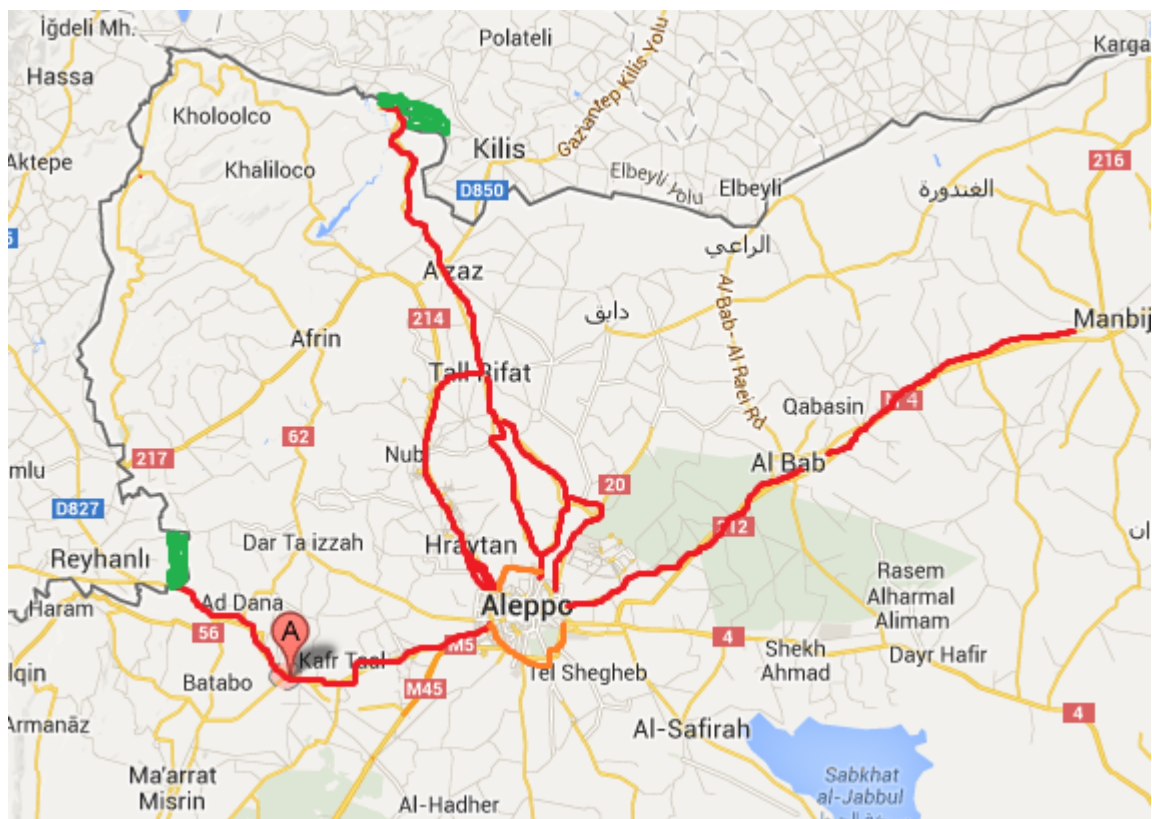 İğdeli Mh.
Polateli
Karga
Hassa
Gaziantep Kilis Yolu
Kholoolco
Aktepe
Khaliloco
Kilis
216
D850
Elbeyli Yolu
Elbeyli
الغندورة
الراعي
A'zaz
Al Bab-Al Raei Rd
دابق
214
Manbij
Afrin
216
Tall Rifat
Qabasin
M4
62
Nub
217
Al Bab
mlu
20
D827
212
Hraytan
Dar Ta izzah
Reyhanlı
Rasem
Alharmal
Alimam
Haram
Ad Dana
Aleppo
56
A
4
Kafr Taal
M5
Shekh
Ahmad
Dayr Hafir
lqin
Batabo
M45
Tel Shegheb
Armanāz
Al-Safirah
4
Ma'arrat
Misrin
Sabkhat
al-Jabbul
Al-Hadher